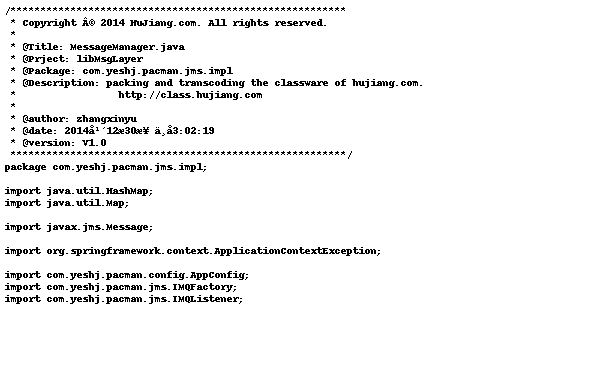 /********************************************************
 * Copyright Â© 2014 HuJiang.com. All rights reserved.
 *
 * @Title: MessageManager.java
 * @Prject: libMsgLayer
 * @Package: com.yeshj.pacman.jms.impl
 * @Description: packing and transcoding the classware of hujiang.com.
 *                 http://class.hujiang.com
 *
 * @author: zhangxinyu
 * @date: 2014å¹´12æ30æ¥ ä¸å3:02:19
 * @version: V1.0
 ********************************************************/
package com.yeshj.pacman.jms.impl;

import java.util.HashMap;
import java.util.Map;

import javax.jms.Message;

import org.springframework.context.ApplicationContextException;

import com.yeshj.pacman.config.AppConfig;
import com.yeshj.pacman.jms.IMQFactory;
import com.yeshj.pacman.jms.IMQListener;